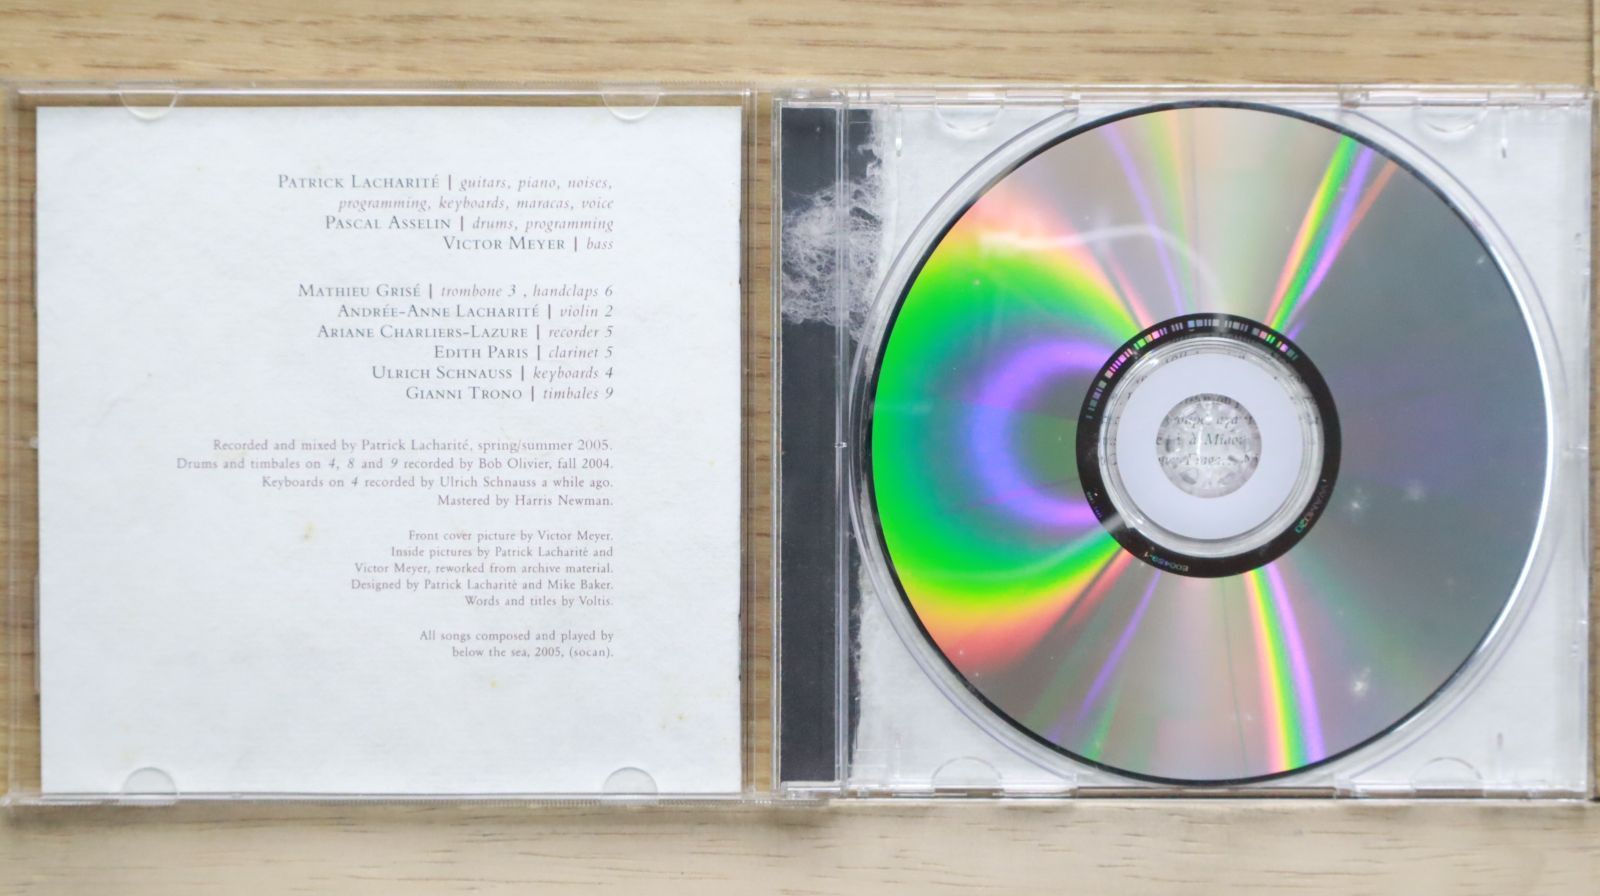 PATRICK LACHARITÉ | guitars, piano, noises,
programming, keyboards, maracas, voice
PASCAL ASSELIN | drums, programming
VICTOR MEYER | bass
MATHIEU GRISÉ | trombone 3 , handclaps 6
ANDRÉE-ANNE LACHARITÉ | violin 2
ARIANE CHARLIERS-LAZURE | recorder 5
EDITH PARIS | clarinet 5
ULRICH SCHNAUSS | keyboards 4
GIANNI TRONO | timbales 9
Recorded and mixed by Patrick Lacharité, spring/summer 2005.
Drums and timbales on 4, 8 and 9 recorded by Bob Olivier, fall 2004.
Keyboards on 4 recorded by Ulrich Schnauss a while ago.
Mastered by Harris Newman.
Front cover picture by Victor Meyer.
Inside pictures by Patrick Lacharité and
Victor Meyer, reworked from archive material.
Designed by Patrick Lacharité and Mike Baker.
Words and titles by Voltis.
All songs composed and played by
below the sea, 2005, (socan).
E00459-1